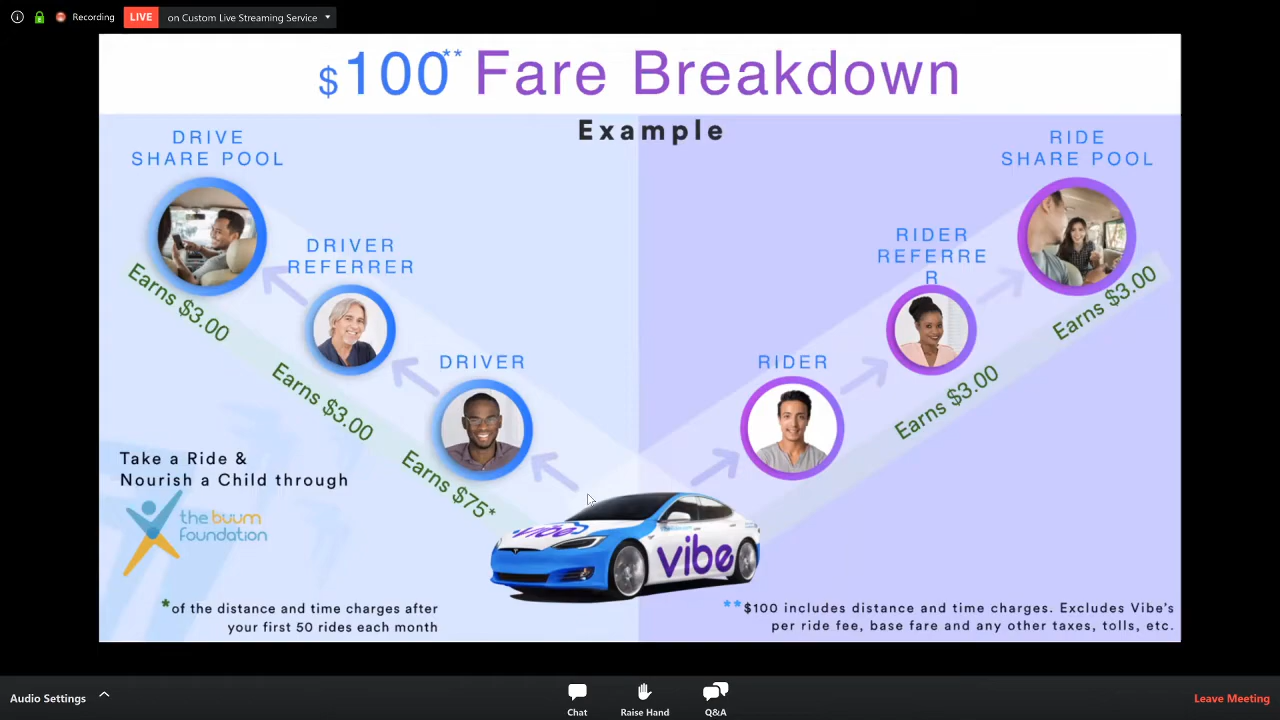 Recording
LIVE
on Custom Live Streaming Service
$100** Fare Breakdown
Example
DRIVE
SHARE POOL
RIDE
SHARE POOL
DRIVER
REFERRER
RIDER
REFERRE
R
Earns $3.00
Earns $3.00
DRIVER
RIDER
Earns $3.00
Earns $3.00
Earns $75*
Take a Ride &
Nourish a Child through
the buum
foundation
vibe
vibe
*of the distance and time charges after
your first 50 rides each month
**$100 includes distance and time charges. Excludes Vibe's
per ride fee, base fare and any other taxes, tolls, etc.
Audio Settings
Chat
Raise Hand
Q&A
Leave Meeting